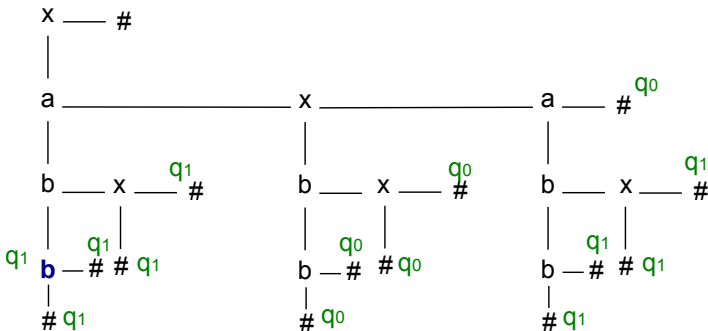 x #
a x a # q0
b x q1 # b x q0 # b x q1 #
q1 b q1 # # q1 b q0 # # q0 b q1 # # q1
# q1 # q0 # q1